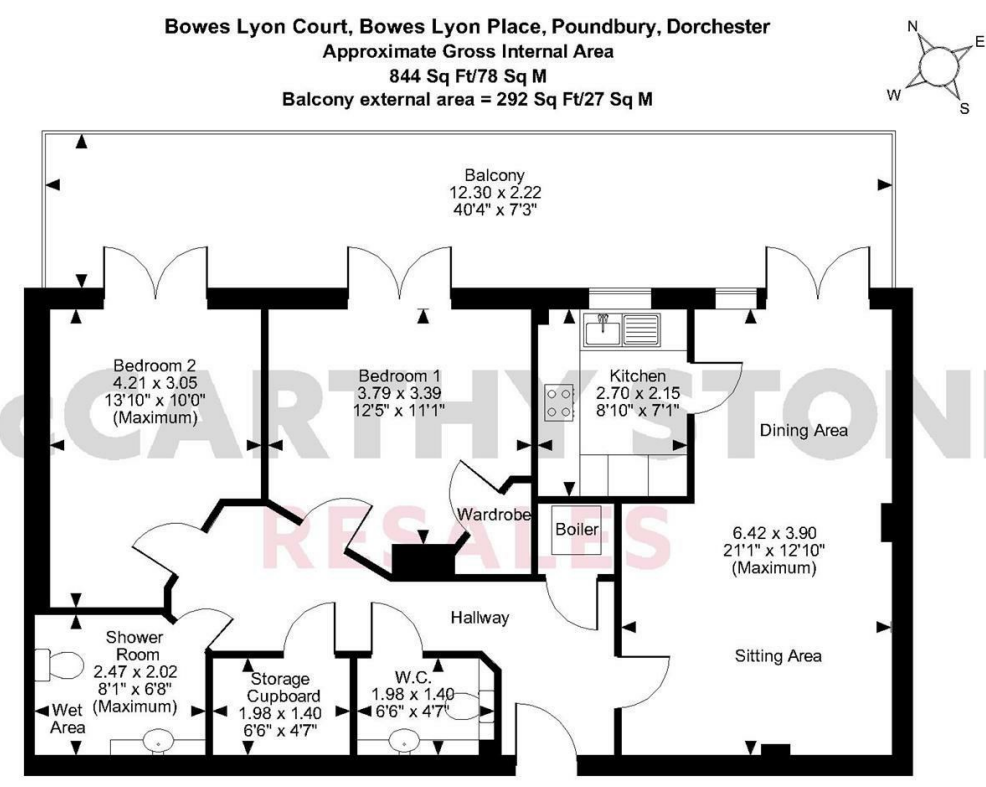 Bowes Lyon Court, Bowes Lyon Place, Poundbury, Dorchester
Approximate Gross Internal Area
844 Sq Ft/78 Sq M
Balcony external area = 292 Sq Ft/27 Sq M
N
E
W
S
Balcony
12.30 x 2.22
40'4" x 7'3"
Bedroom 2
4.21 x 3.05
13'10" x 10'0"
(Maximum)
Bedroom 1
3.79 x 3.39
12'5" x 11'1"
Kitchen
2.70 x 2.15
8'10" x 7'1"
Dining Area
McCARTHY STONE
RESALES
Wardrobe
Boiler
6.42 x 3.90
21'1" x 12'10"
(Maximum)
Hallway
Sitting Area
Shower
Room
2.47 x 2.02
8'1" x 6'8"
(Maximum)
Wet
Area
Storage
Cupboard
1.98 x 1.40
6'6" x 4'7"
W.C.
1.98 x 1.40
6'6" x 4'7"